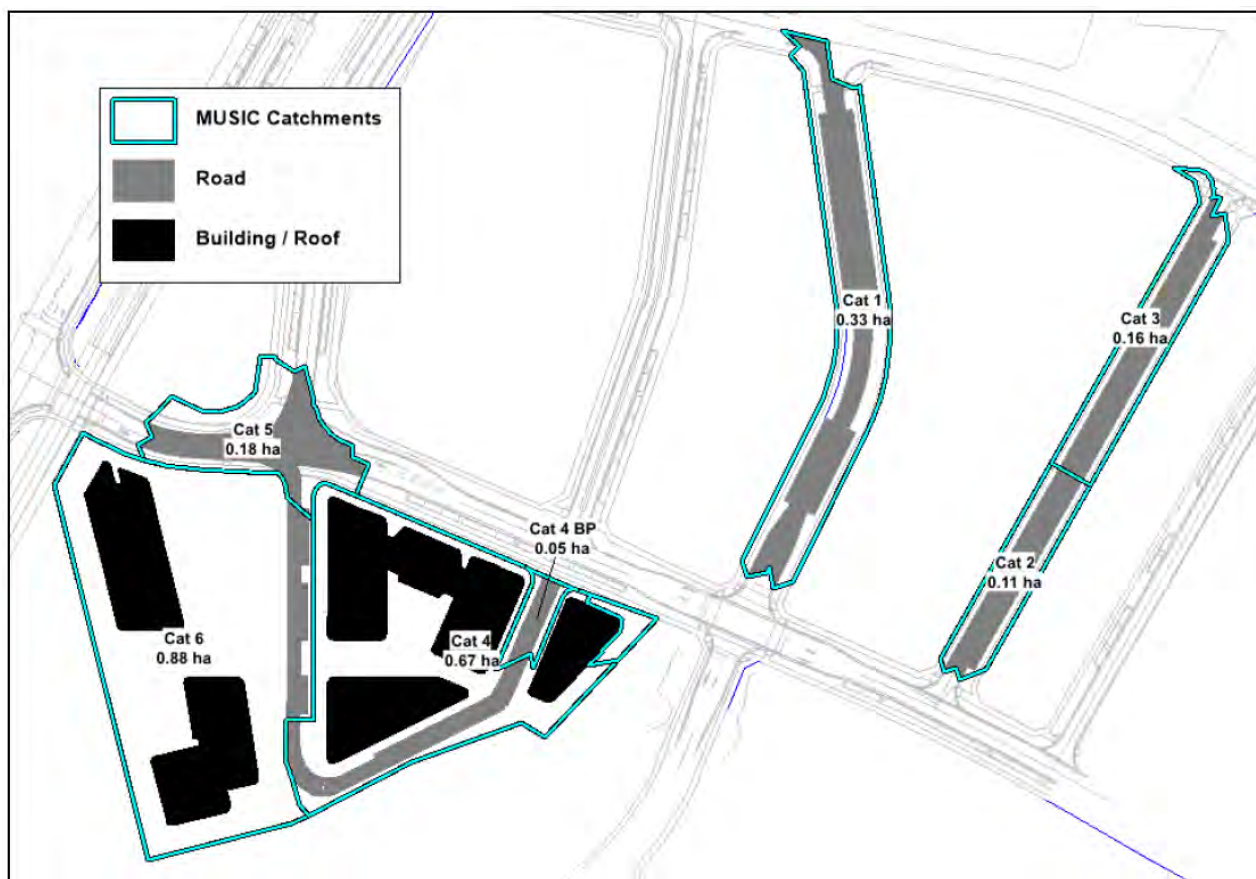 MUSIC Catchments
Road
Building / Roof
Cat 1
0.33 ha
Cat 3
0.16 ha
Cat 5
0.18 ha
Cat 4 BP
0.05 ha
Cat 2
0.11 ha
Cat 6
0.88 ha
Cat 4
0.67 ha